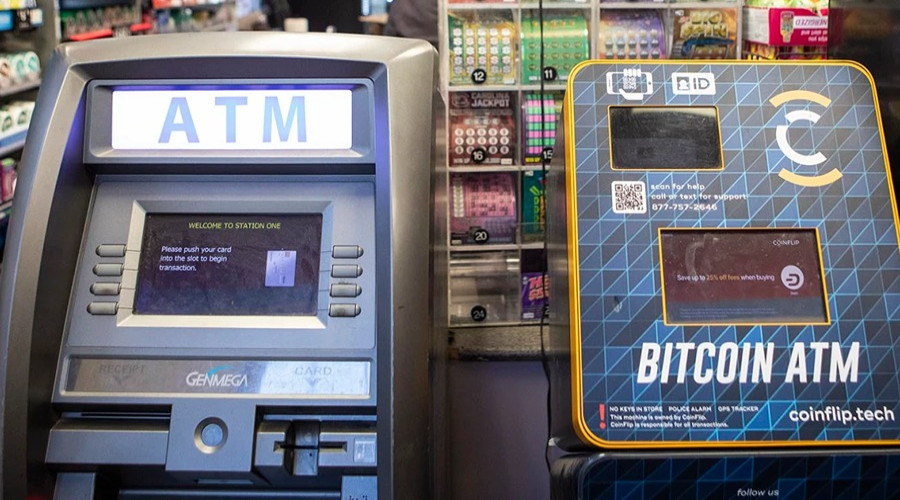 ATM
WELCOME TO STATION ONE
Please push your card
into the slot to begin
transaction.
RECEIPT
CARD
GENMEGA
12
11
CAROLINA
JACKPOT
16
15
20
24
ID
scan for help
call or text for support
877-757-2646
COINFLIP
Save up to 20% off fees when buying
BITCOIN ATM
! NO KEYS IN STORE POLICE ALARM GPS TRACKER
This machine is owned by CoinFlip.
CoinFlip is responsible for all transactions.
coinflip.tech
follow us